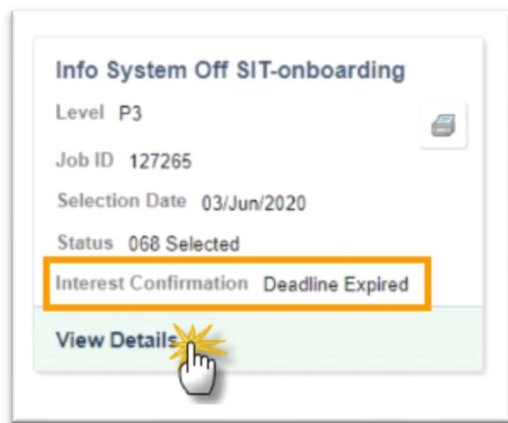 Info System Off SIT-onboarding
Level P3
Job ID 127265
Selection Date 03/Jun/2020
Status 068 Selected
Interest Confirmation Deadline Expired
View Details